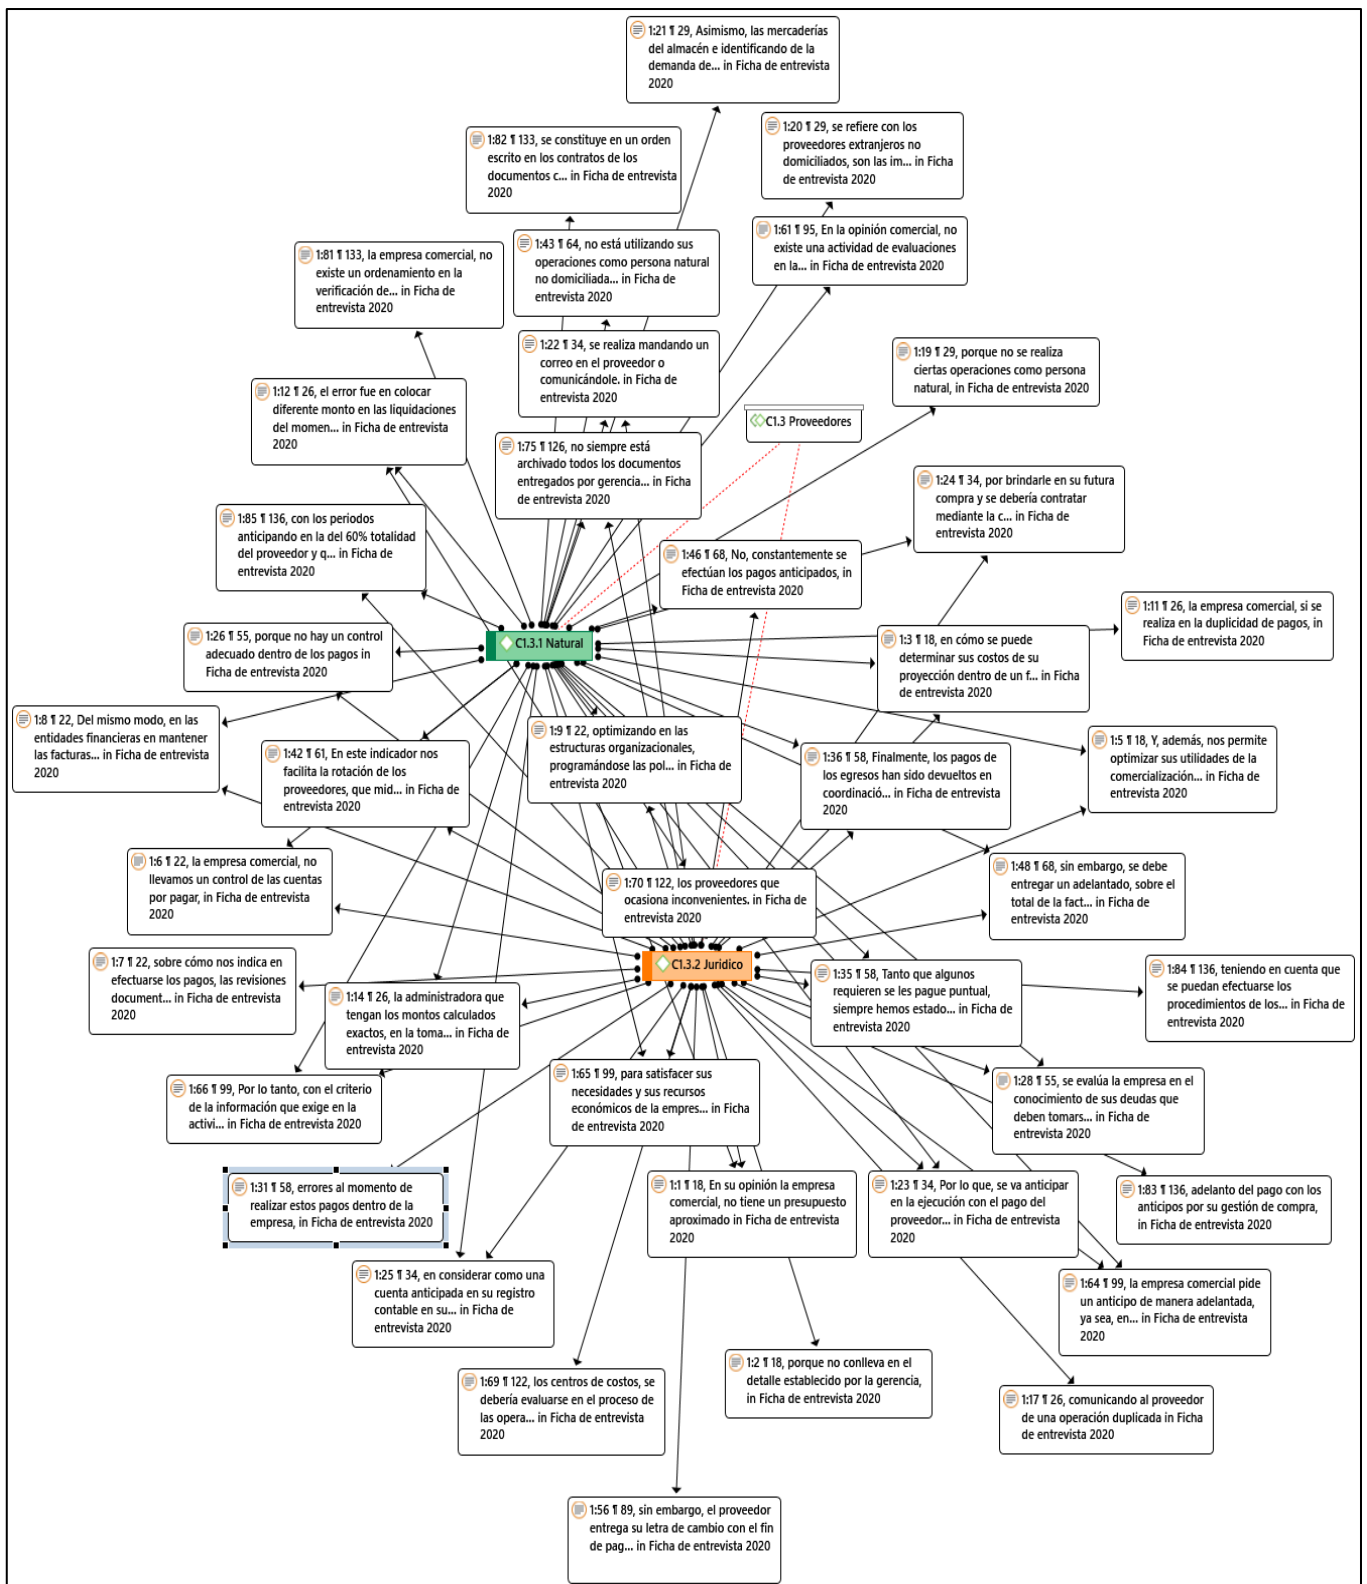 1:21 ¶ 29, Asimismo, las mercaderías
del almacén e identificando de la
demanda de... in Ficha de entrevista
2020
1:82 ¶ 133, se constituye en un orden
escrito en los contratos de los
documentos c... in Ficha de entrevista
2020
1:20 ¶ 29, se refiere con los
proveedores extranjeros no
domiciliados, son las im... in Ficha
de entrevista 2020
1:81 ¶ 133, la empresa comercial, no
existe un ordenamiento en la
verificación de... in Ficha de
entrevista 2020
1:43 ¶ 64, no está utilizando sus
operaciones como persona natural
no domiciliada... in Ficha de
entrevista 2020
1:61 ¶ 95, En la opinión comercial, no
existe una actividad de evaluaciones
en la... in Ficha de entrevista 2020
1:22 ¶ 34, se realiza mandando un
correo en el proveedor o
comunicándole. in Ficha de
entrevista 2020
1:19 ¶ 29, porque no se realiza
ciertas operaciones como persona
natural, in Ficha de entrevista 2020
1:12 ¶ 26, el error fue en colocar
diferente monto en las liquidaciones
del momen... in Ficha de entrevista
2020
C1.3 Proveedores
1:75 ¶ 126, no siempre está
archivado todos los documentos
entregados por gerencia... in Ficha
de entrevista 2020
1:24 ¶ 34, por brindarle en su futura
compra y se debería contratar
mediante la c... in Ficha de
entrevista 2020
1:85 ¶ 136, con los periodos
anticipando en la del 60% totalidad
del proveedor y q... in Ficha de
entrevista 2020
1:46 ¶ 68, No, constantemente se
efectúan los pagos anticipados, in
Ficha de entrevista 2020
1:11 ¶ 26, la empresa comercial, si se
realiza en la duplicidad de pagos, in
Ficha de entrevista 2020
1:26 ¶ 55, porque no hay un control
adecuado dentro de los pagos in
Ficha de entrevista 2020
C1.3.1 Natural
1:3 ¶ 18, en cómo se puede
determinar sus costos de su
proyección dentro de un f... in Ficha
de entrevista 2020
1:8 ¶ 22, Del mismo modo, en las
entidades financieras en mantener
las facturas... in Ficha de entrevista
2020
1:42 ¶ 61, En este indicador nos
facilita la rotación de los
proveedores, que mid... in Ficha de
entrevista 2020
1:9 ¶ 22, optimizando en las
estructuras organizacionales,
programándose las pol... in Ficha de
entrevista 2020
1:36 ¶ 58, Finalmente, los pagos de
los egresos han sido devueltos en
coordinació... in Ficha de entrevista
2020
1:5 ¶ 18, Y, además, nos permite
optimizar sus utilidades de la
comercialización... in Ficha de
entrevista 2020
1:6 ¶ 22, la empresa comercial, no
llevamos un control de las cuentas
por pagar, in Ficha de entrevista
2020
1:70 ¶ 122, los proveedores que
ocasiona inconvenientes. in Ficha de
entrevista 2020
1:48 ¶ 68, sin embargo, se debe
entregar un adelantado, sobre el
total de la fact... in Ficha de
entrevista 2020
1:7 ¶ 22, sobre cómo nos indica en
efectuarse los pagos, las revisiones
document... in Ficha de entrevista
2020
C1.3.2 Juridico
1:14 ¶ 26, la administradora que
tengan los montos calculados
exactos, en la toma... in Ficha de
entrevista 2020
1:35 ¶ 58, Tanto que algunos
requieren se les pague puntual,
siempre hemos estado... in Ficha de
entrevista 2020
1:84 ¶ 136, teniendo en cuenta que
se puedan efectuarse los
procedimientos de los... in Ficha de
entrevista 2020
1:66 ¶ 99, Por lo tanto, con el criterio
de la información que exige en la
activi... in Ficha de entrevista 2020
1:65 ¶ 99, para satisfacer sus
necesidades y sus recursos
económicos de la empres... in Ficha
de entrevista 2020
1:28 ¶ 55, se evalúa la empresa en el
conocimiento de sus deudas que
deben tomars... in Ficha de
entrevista 2020
1:31 ¶ 58, errores al momento de
realizar estos pagos dentro de la
empresa, in Ficha de entrevista 2020
1:1 ¶ 18, En su opinión la empresa
comercial, no tiene un presupuesto
aproximado in Ficha de entrevista
2020
1:23 ¶ 34, Por lo que, se va anticipar
en la ejecución con el pago del
proveedor... in Ficha de entrevista
2020
1:83 ¶ 136, adelanto del pago con los
anticipos por su gestión de compra,
in Ficha de entrevista 2020
1:25 ¶ 34, en considerar como una
cuenta anticipada en su registro
contable en su... in Ficha de
entrevista 2020
1:64 ¶ 99, la empresa comercial pide
un anticipo de manera adelantada,
ya sea, en... in Ficha de entrevista
2020
1:2 ¶ 18, porque no conlleva en el
detalle establecido por la gerencia,
in Ficha de entrevista 2020
1:69 ¶ 122, los centros de costos, se
debería evaluarse en el proceso de
las opera... in Ficha de entrevista
2020
1:17 ¶ 26, comunicando al proveedor
de una operación duplicada in Ficha
de entrevista 2020
1:56 ¶ 89, sin embargo, el proveedor
entrega su letra de cambio con el fin
de pag... in Ficha de entrevista 2020